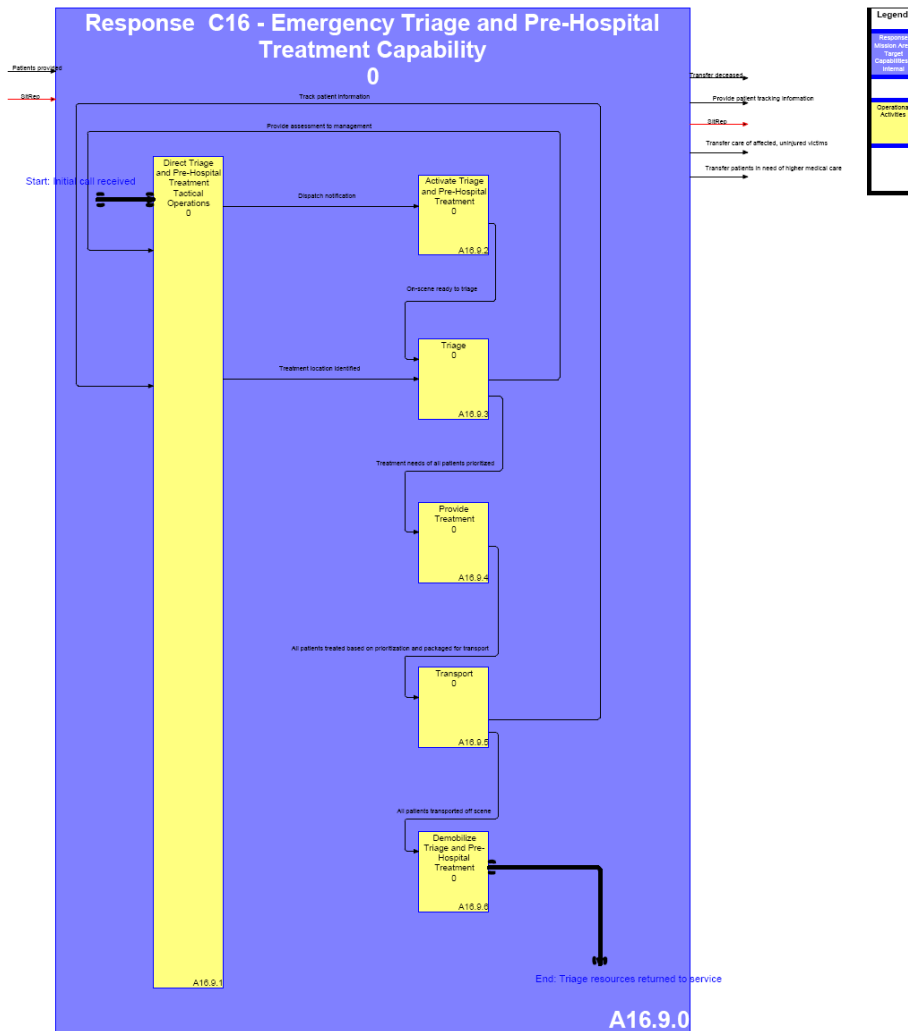 Response C16 - Emergency Triage and Pre-Hospital
Treatment Capability
0
Legend
Response
Mission Area
Target
Capabilities
Internal
Operational
Activities
Patients provided
SitRep
Transfer deceased
Provide patient tracking information
SitRep
Transfer care of affected, uninjured victims
Transfer patients in need of higher medical care
Track patient information
Provide assessment to management
Start: Initial call received
Direct Triage
and Pre-Hospital
Treatment
Tactical
Operations
0
Dispatch notification
Activate Triage
and Pre-Hospital
Treatment
0
A16.9.2
On-scene ready to triage
Triage
0
Treatment location identified
A16.9.3
Treatment needs of all patients prioritized
Provide
Treatment
0
A16.9.4
All patients treated based on prioritization and packaged for transport
Transport
0
A16.9.5
All patients transported off scene
Demobilize
Triage and Pre-
Hospital
Treatment
0
A16.9.6
A16.9.1
End: Triage resources returned to service
A16.9.0